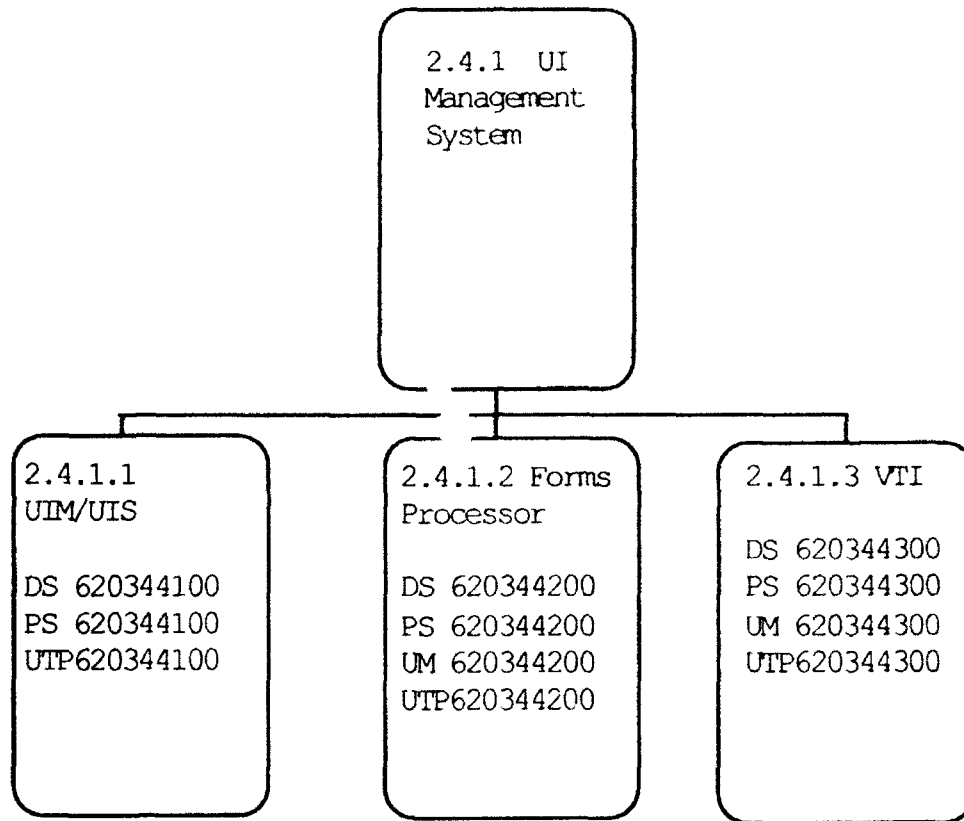 2.4.1 UI
Management
System
2.4.1.1
UIM/UIS
DS 620344100
PS 620344100
UTP620344100
2.4.1.2 Forms
Processor
DS 620344200
PS 620344200
UM 620344200
UTP620344200
2.4.1.3 VTI
DS 620344300
PS 620344300
UM 620344300
UTP620344300